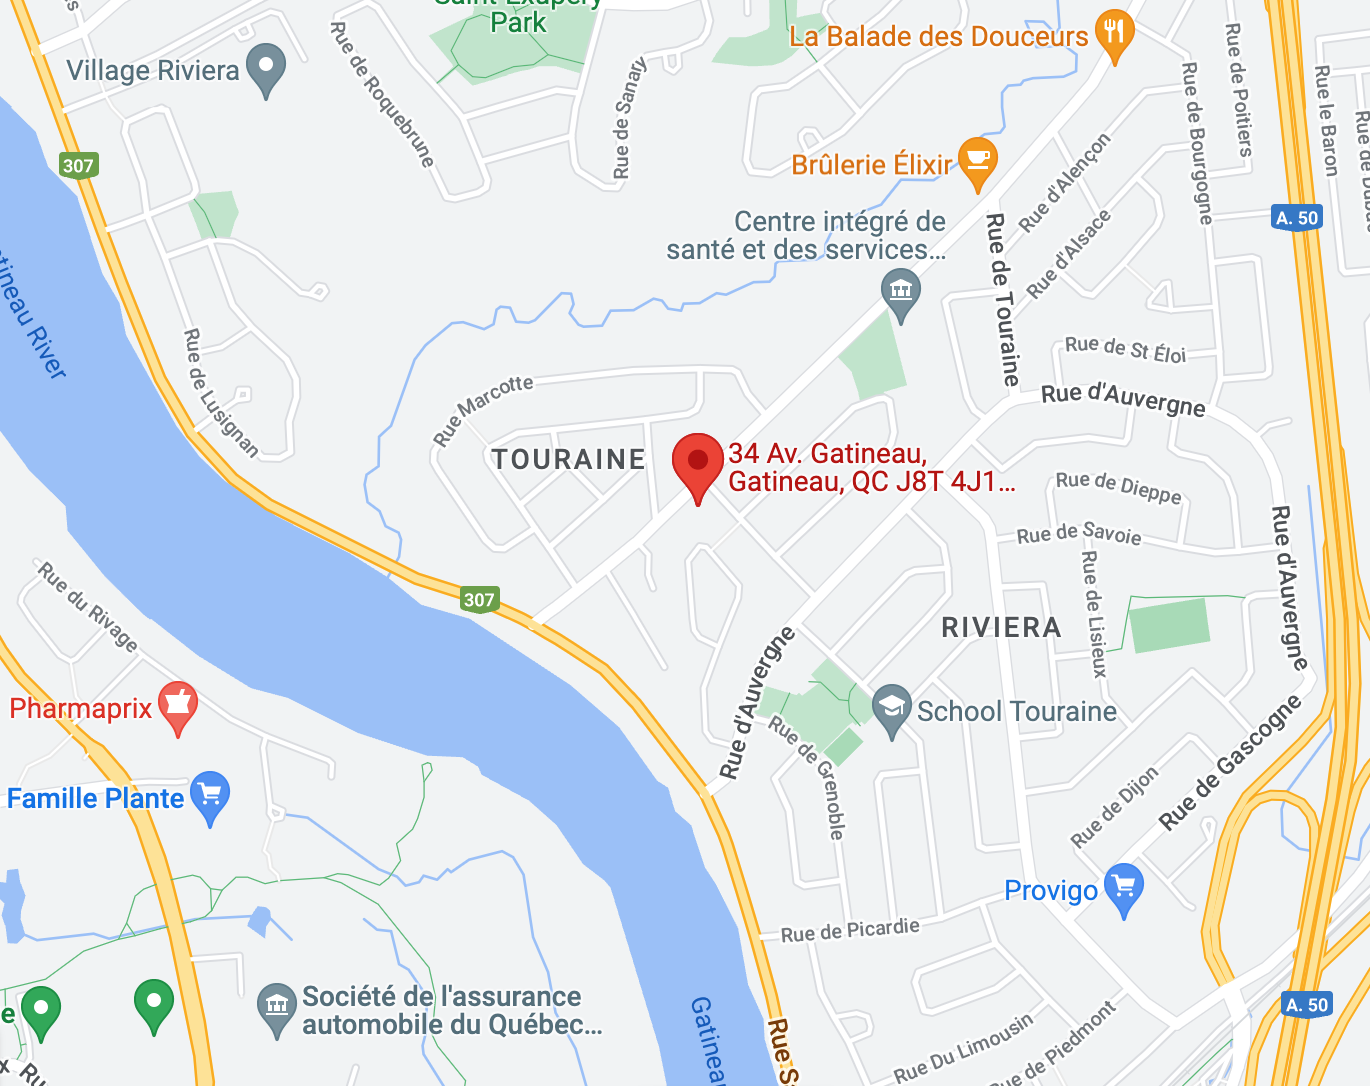 Saint Exupéry
Park
La Balade des Douceurs
Village Riviera
Rue de Roquebrune
Rue de Sanary
Rue de Poitiers
Rue de Bourgogne
Rue le Baron
307
Brûlerie Élixir
Rue d'Alençon
A. 50
Centre intégré de
santé et des services...
Rue de Touraine
Rue d'Alsace
River
Rue de Lusignan
Rue de St Éloi
Rue Marcotte
Rue d'Auvergne
TOURAINE
34 Av. Gatineau,
Gatineau, QC J8T 4J1...
Rue de Dieppe
Rue de Savoie
Rue d'Auvergne
Rue du Rivage
307
Rue de Lisieux
RIVIERA
Rue d'Auvergne
Pharmaprix
School Touraine
Rue de Grenoble
Rue de Gascogne
Rue de Dijon
Famille Plante
Provigo
Rue de Picardie
Société de l'assurance
automobile du Québec...
A. 50
Rue Du Limousin
Rue de Piedmont
Rue